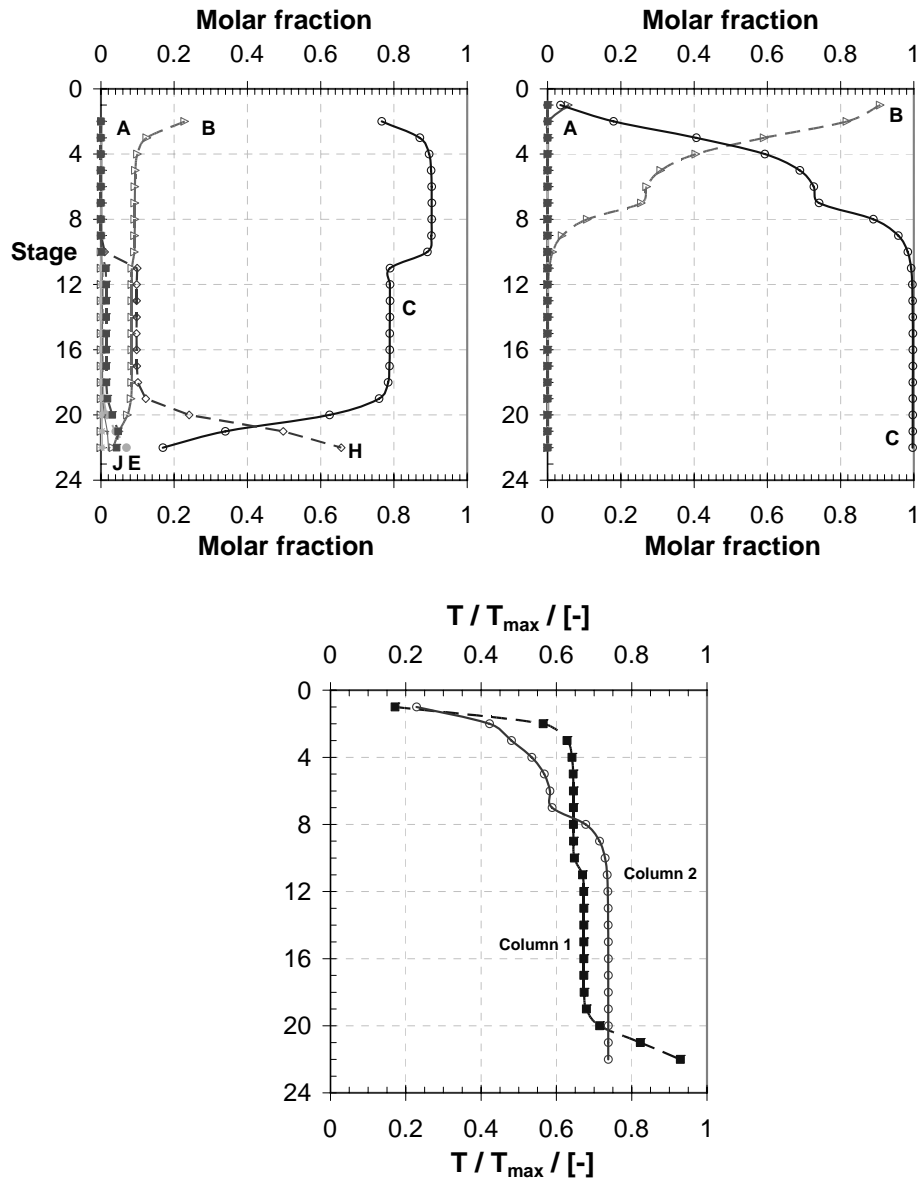 Molar fraction Molar fraction
0 0.2 0.4 0.6 0.8 1 0 0.2 0.4 0.6 0.8 1
0 0
A B A B
4 4
8 8
Stage
12 12
C
16 16
20 20
J E H C
24 24
0 0.2 0.4 0.6 0.8 1 0 0.2 0.4 0.6 0.8 1
Molar fraction Molar fraction
T / Tmax / [-]
0 0.2 0.4 0.6 0.8 1
0
4
8
Column 2
12
Column 1
16
20
24
0 0.2 0.4 0.6 0.8 1
T / Tmax / [-]